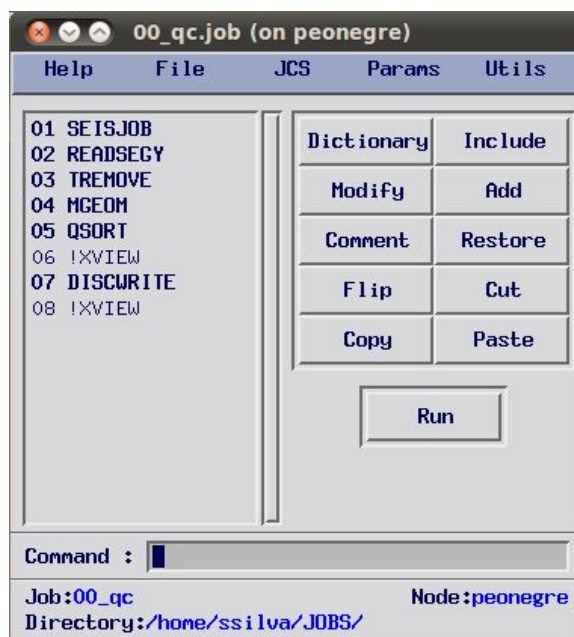 00_qc.job (on peonegre)
Help File JCS Params Utils
01 SEISJOB
02 READSEGY
03 TREMOVE
04 MGEOM
05 QSORT
06 !XVIEW
07 DISCWRITE
08 !XVIEW
Dictionary Include
Modify Add
Comment Restore
Flip Cut
Copy Paste
Run
Command :
Job:00_qc Node:peonegre
Directory:/home/ssilva/JOBS/